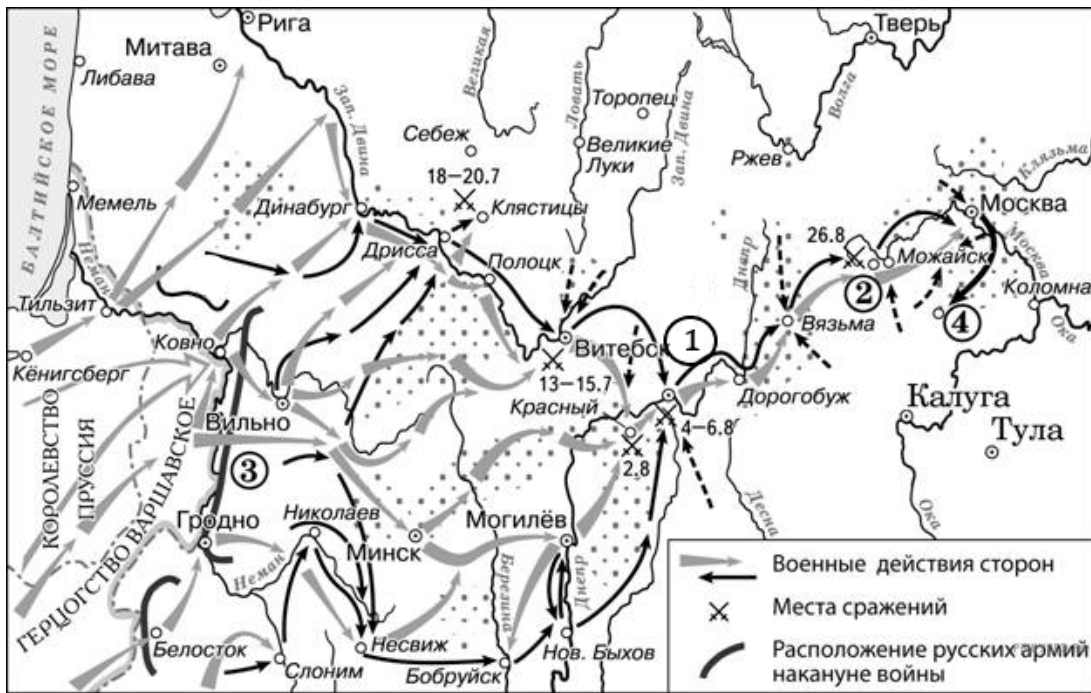 Рига
Тверь
Митава
Либава
БАЛТИЙСКОЕ МОРЕ
Зап. Двина
Великая
Ловать
Торопец
Зап. Двина
Волга
Себеж
Великие
Луки
Ржев
Клязьма
18–20.7
Мемель
Динабург
Клястицы
Москва
Неман
Дрисса
26.8
Днепр
Москва
Полоцк
Можайск
Тильзит
2
4
Коломна
Ковно
Витебск
1
Вязьма
Ока
Кёнигсберг
13–15.7
Дорогобуж
Красный
Калуга
Вильно
4–6.8
Тула
КОРОЛЕВСТВО
ПРУССИЯ
ГЕРЦОГСТВО ВАРШАВСКОЕ
3
2.8
Десна
Ока
Гродно
Николаев
Могилёв
Минск
Неман
Березина
Днепр
Военные действия сторон
Места сражений
Белосток
Несвиж
Слоним
Бобруйск
Нов. Быхов
Расположение русских армий
накануне войны